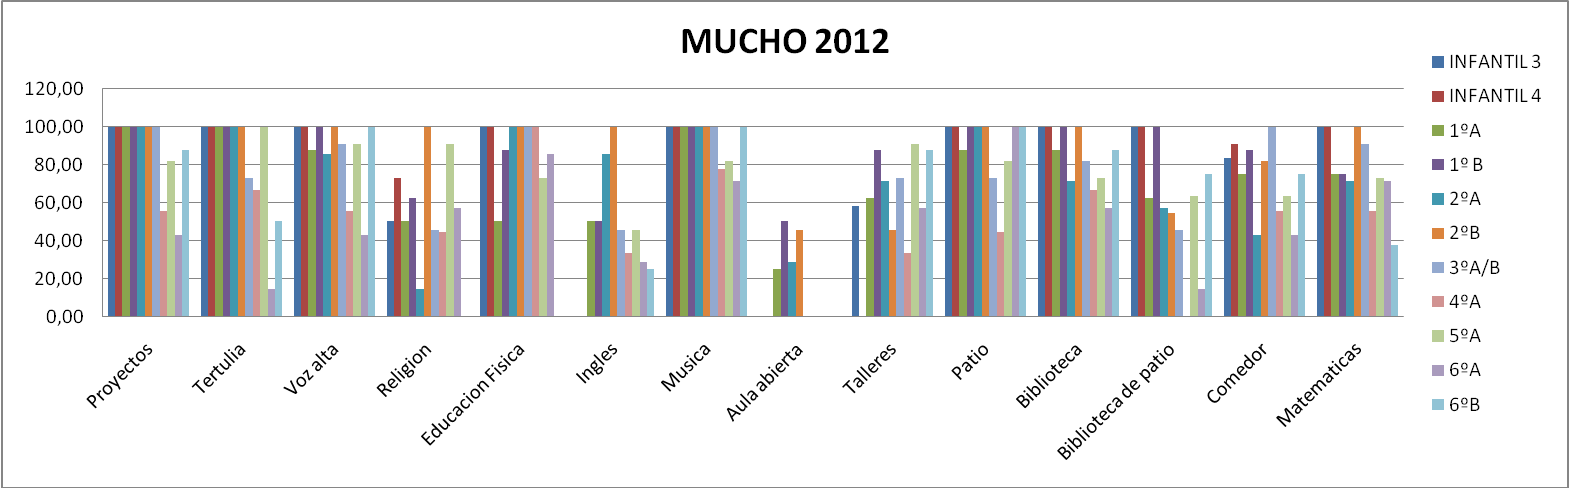 MUCHO 2012
120,00
100,00
80,00
60,00
40,00
20,00
0,00
Proyectos
Tertulia
Voz alta
Religion
Educacion Fisica
Ingles
Musica
Aula abierta
Talleres
Patio
Biblioteca
Biblioteca de patio
Comedor
Matematicas
INFANTIL 3
INFANTIL 4
1ºA
1º B
2ºA
2ºB
3ºA/B
4ºA
5ºA
6ºA
6ºB